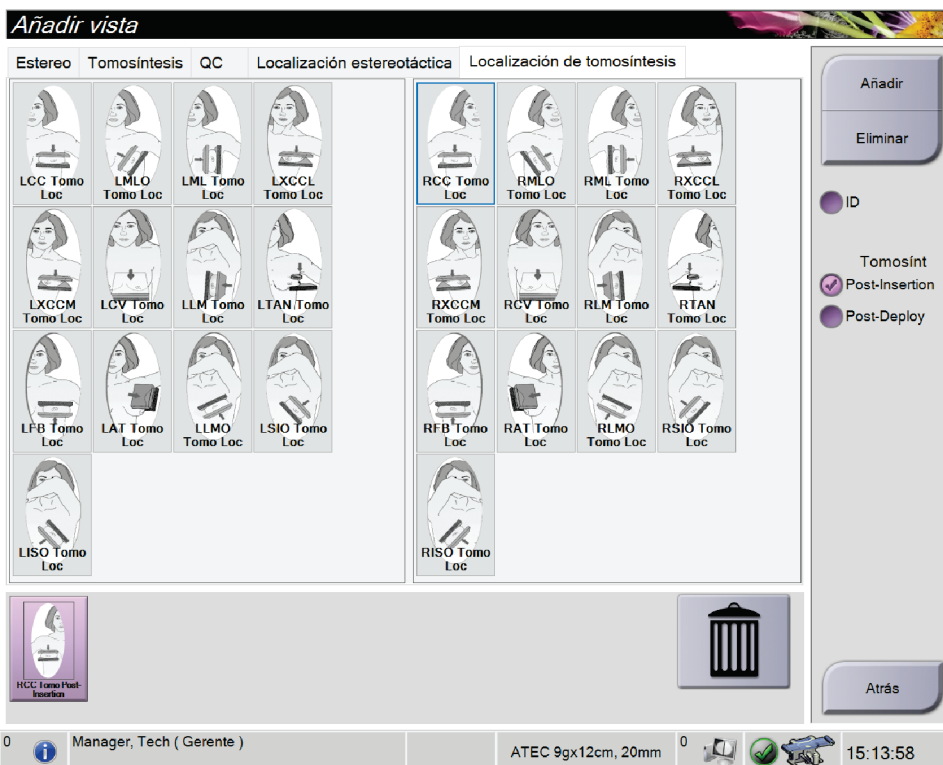 Añadir vista
Estereo
Tomosíntesis
QC
Localización estereotáctica
Localización de tomosíntesis
LCC Tomo
Loc
LMLO
Tomo Loc
LML Tomo
Loc
LXCCL
Tomo Loc
LXCCM
Tomo Loc
LCV Tomo
Loc
LLM Tomo
Loc
LTAN Tomo
Loc
LFB Tomo
Loc
LAT Tomo
Loc
LLMO
Tomo Loc
LSIO Tomo
Loc
LISO Tomo
Loc
RCC Tomo
Loc
RMLO
Tomo Loc
RML Tomo
Loc
RXCCL
Tomo Loc
RXCCM
Tomo Loc
RCV Tomo
Loc
RLM Tomo
Loc
RTAN
Tomo Loc
RFB Tomo
Loc
RAT Tomo
Loc
RLMO
Tomo Loc
RSIO Tomo
Loc
RISO Tomo
Loc
Añadir
Eliminar
ID
Tomosínt
Post-Insertion
Post-Deploy
RCC Tomo Post-
Insertion
Atrás
0
Manager, Tech ( Gerente )
ATEC 9gx12cm, 20mm
0
15:13:58